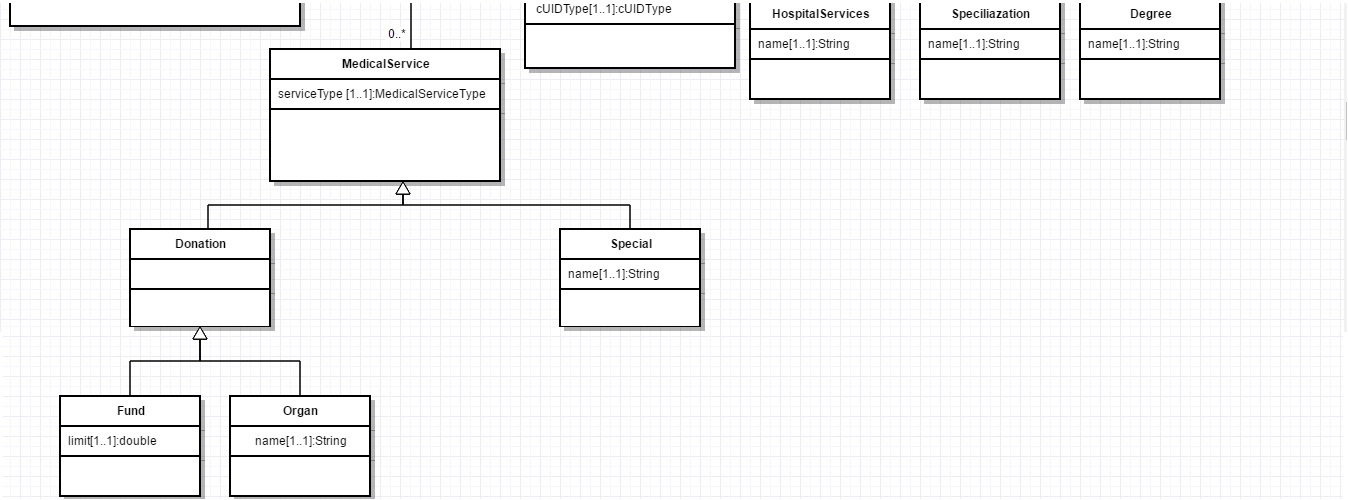 cUIDType[1..1]:cUIDType
HospitalServices
Speciliazation
Degree
0..*
name[1..1]:String
name[1..1]:String
name[1..1]:String
MedicalService
serviceType [1..1]:MedicalServiceType
Donation
Special
name[1..1]:String
Fund
Organ
limit[1..1]:double
name[1..1]:String